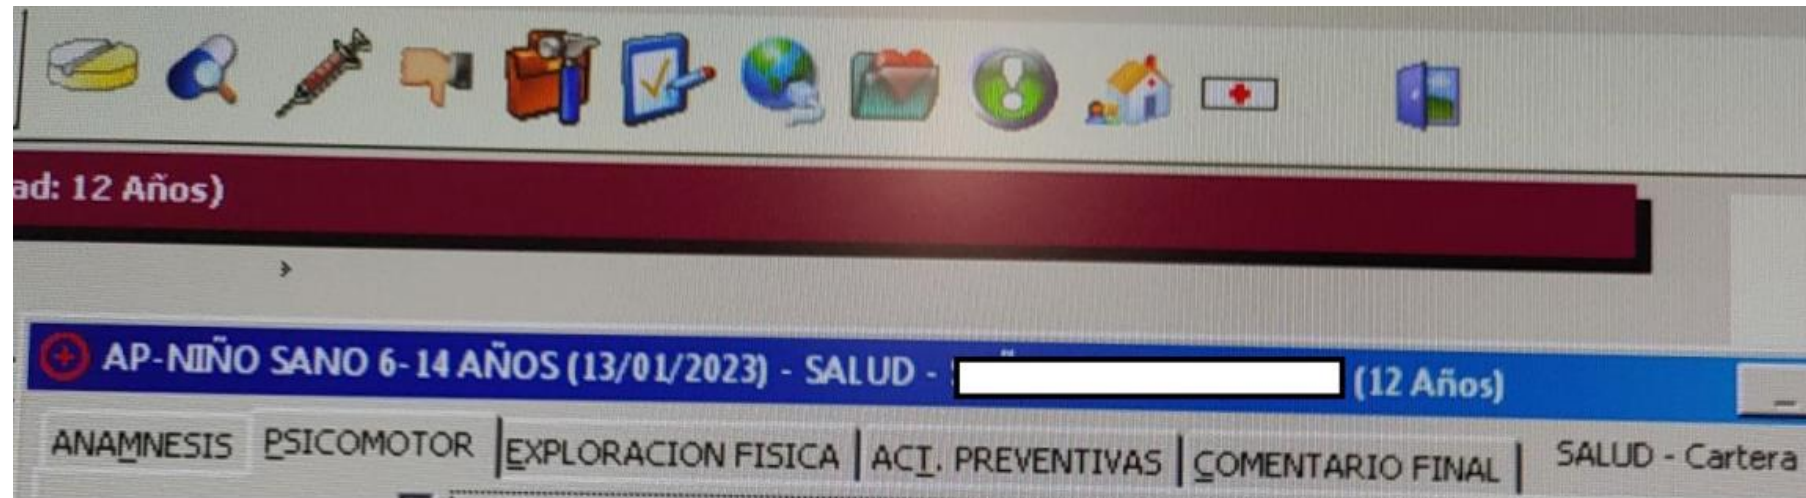 ad: 12 Años)
AP-NIÑO SANO 6-14 AÑOS (13/01/2023) - SALUD - (12 Años)
ANAMNESIS PSICOMOTOR EXPLORACION FISICA ACT. PREVENTIVAS COMENTARIO FINAL SALUD - Cartera